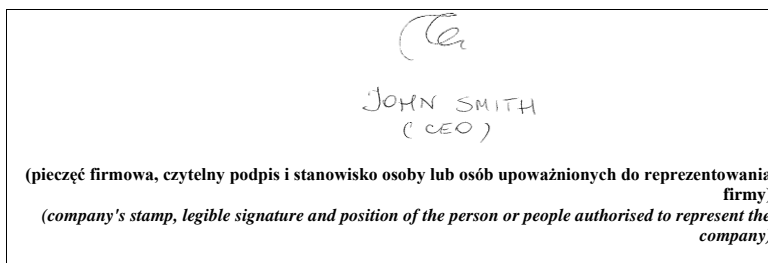 JOHN SMITH
(CEO)
(pieczęć firmowa, czytelny podpis i stanowisko osoby lub osób upoważnionych do reprezentowania
firmy)
(company's stamp, legible signature and position of the person or people authorised to represent the
company)